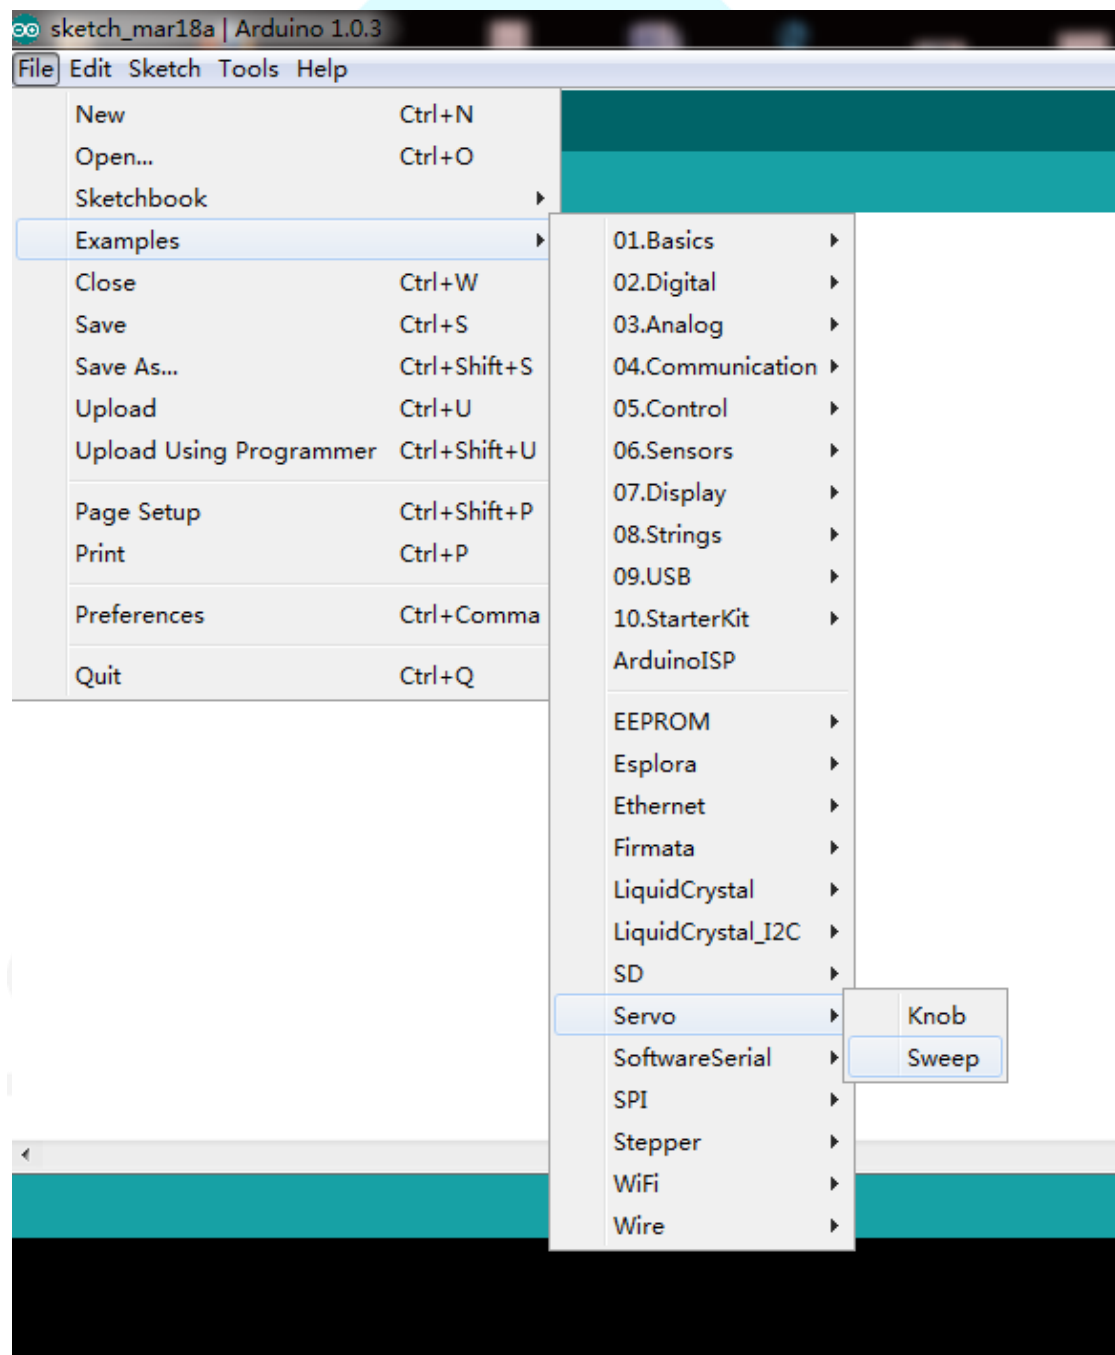 sketch_mar18a | Arduino 1.0.3
File Edit Sketch Tools Help
New Ctrl+N
Open... Ctrl+O
Sketchbook
Examples
Close Ctrl+W
Save Ctrl+S
Save As... Ctrl+Shift+S
Upload Ctrl+U
Upload Using Programmer Ctrl+Shift+U
Page Setup Ctrl+Shift+P
Print Ctrl+P
Preferences Ctrl+Comma
Quit Ctrl+Q
01.Basics
02.Digital
03.Analog
04.Communication
05.Control
06.Sensors
07.Display
08.Strings
09.USB
10.StarterKit
ArduinoISP
EEPROM
Esplora
Ethernet
Firmata
LiquidCrystal
LiquidCrystal_I2C
SD
Servo
SoftwareSerial
SPI
Stepper
WiFi
Wire
Knob
Sweep